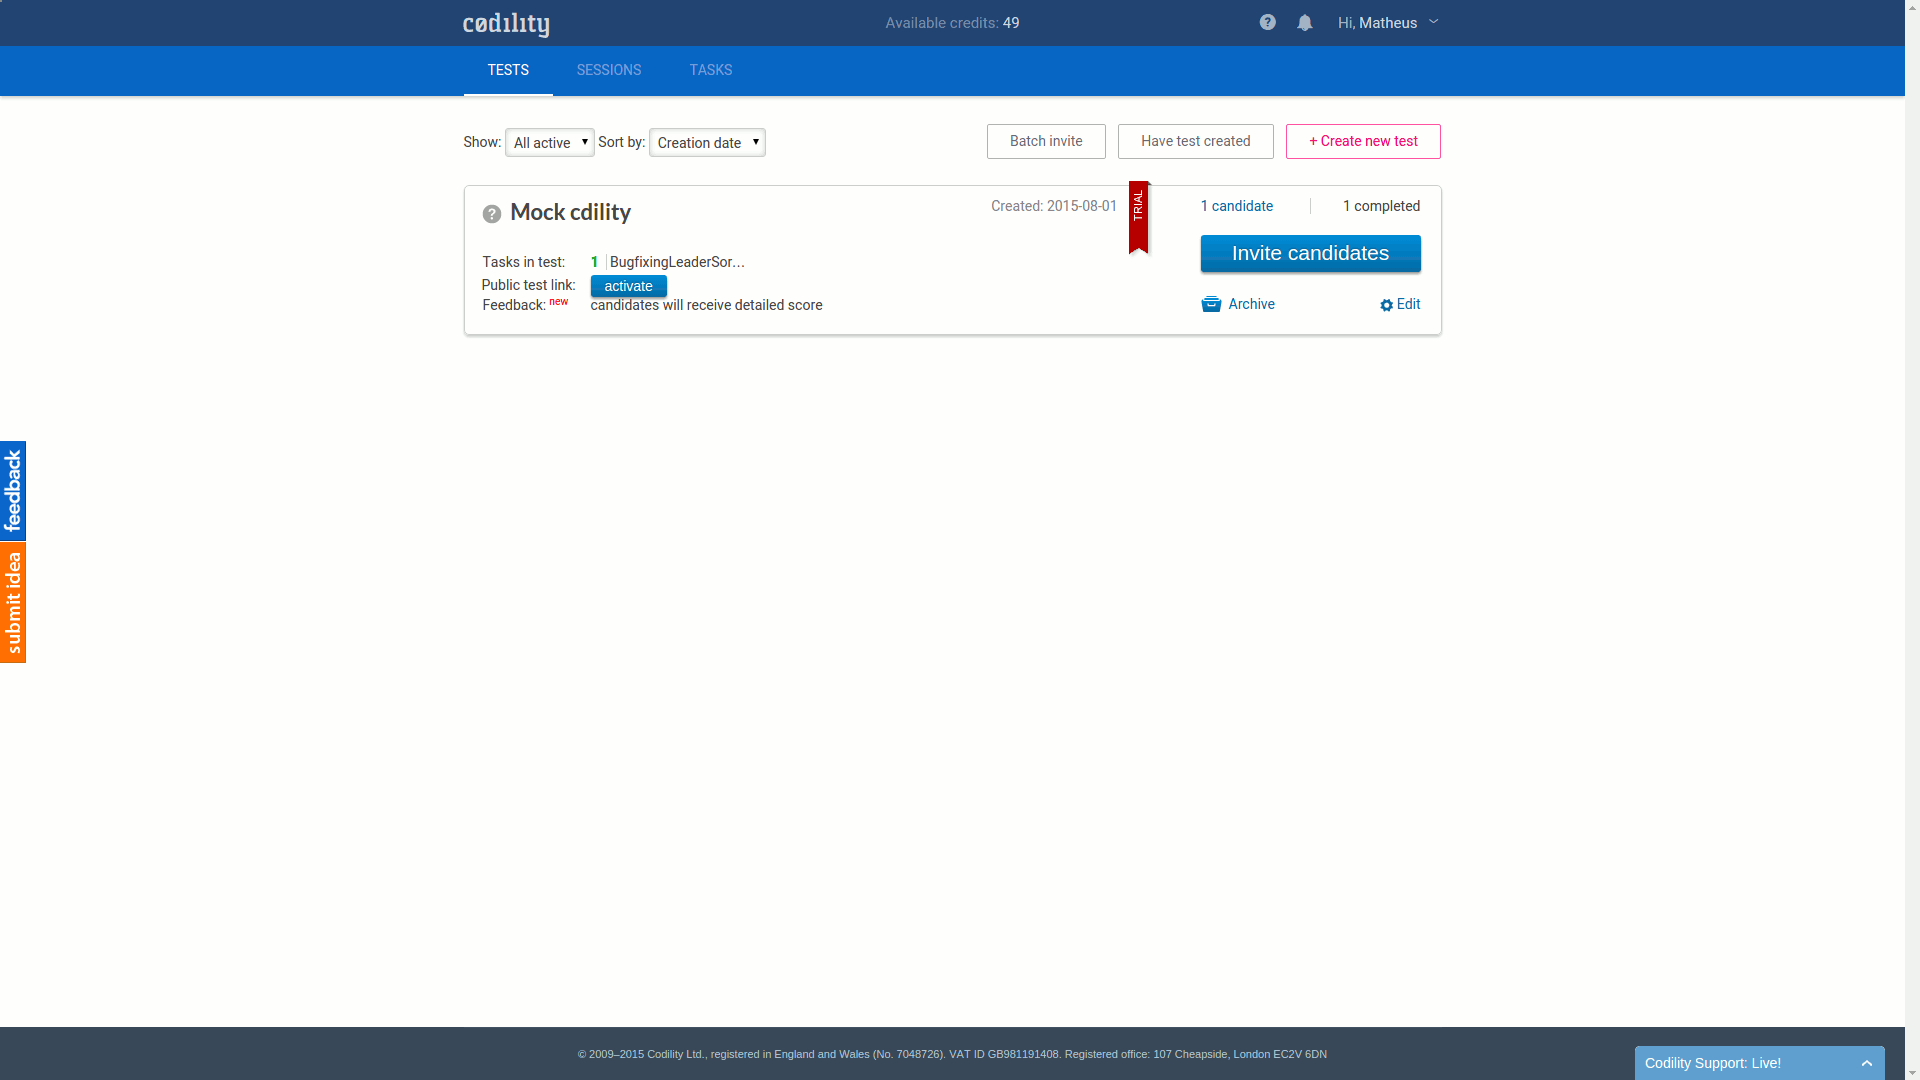 cødility
Available credits: 49
Hi, Matheus
TESTS
SESSIONS
TASKS
Show: All active Sort by: Creation date
Batch invite
Have test created
+ Create new test
Mock cdility
Created: 2015-08-01
TRIAL
1 candidate
1 completed
Invite candidates
Tasks in test: 1 BugfixingLeaderSor...
Public test link: activate
Feedback: new candidates will receive detailed score
Archive
Edit
feedback
submit idea
© 2009–2015 Codility Ltd., registered in England and Wales (No. 7048726). VAT ID GB981191408. Registered office: 107 Cheapside, London EC2V 6DN
Codility Support: Live!